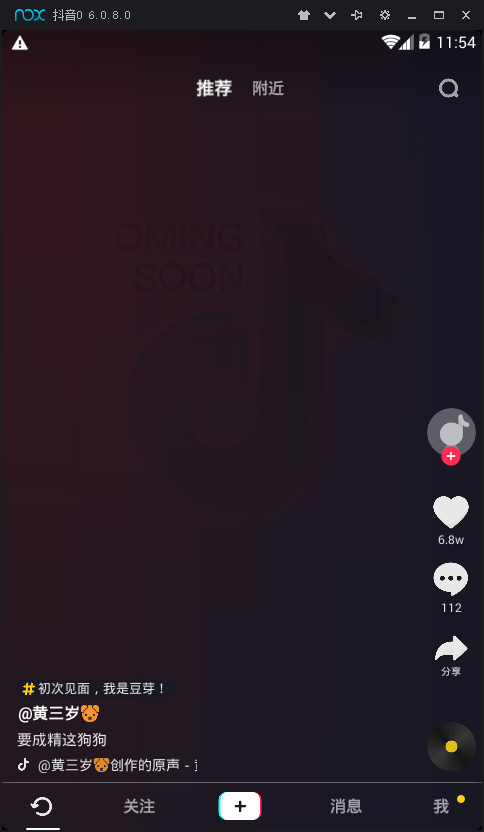 nox 抖音0 6.0.8.0
11:54
推荐 附近
COMING
SOON
6.8w
112
分享
#初次见面，我是豆芽！
@黄三岁🐶
要成精这狗狗
@黄三岁🐶创作的原声 -
关注 消息 我